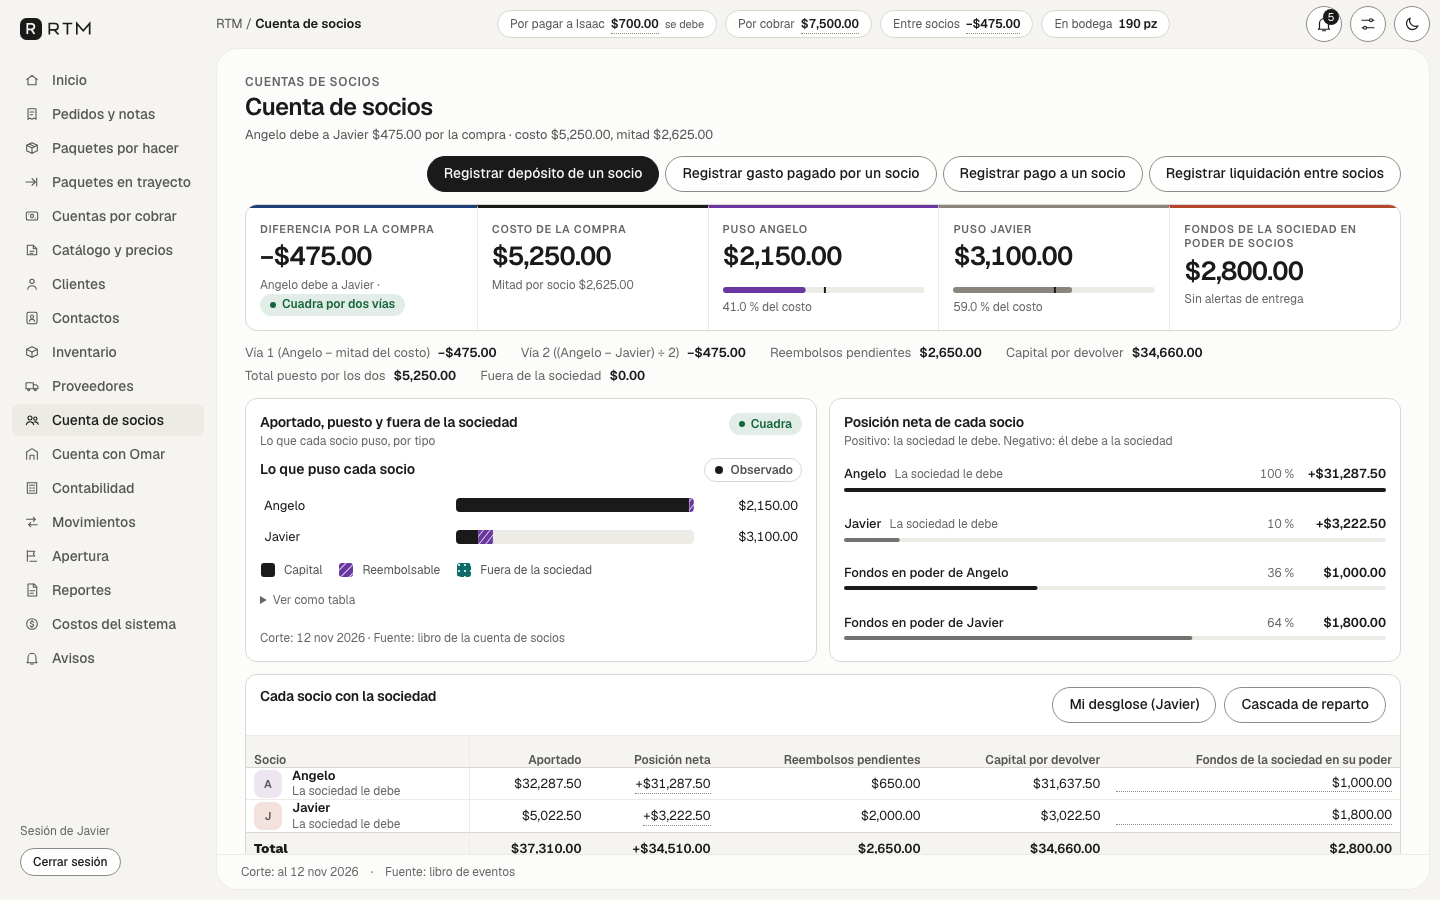 R RTM
RTM / Cuenta de socios
Por pagar a Isaac $700.00 se debe
Por cobrar $7,500.00
Entre socios −$475.00
En bodega 190 pz
5
Inicio
Pedidos y notas
Paquetes por hacer
Paquetes en trayecto
Cuentas por cobrar
Catálogo y precios
Clientes
Contactos
Inventario
Proveedores
Cuenta de socios
Cuenta con Omar
Contabilidad
Movimientos
Apertura
Reportes
Costos del sistema
Avisos
Sesión de Javier
Cerrar sesión
CUENTAS DE SOCIOS
Cuenta de socios
Angelo debe a Javier $475.00 por la compra · costo $5,250.00, mitad $2,625.00
Registrar depósito de un socio
Registrar gasto pagado por un socio
Registrar pago a un socio
Registrar liquidación entre socios
DIFERENCIA POR LA COMPRA
−$475.00
Angelo debe a Javier ·
Cuadra por dos vías
COSTO DE LA COMPRA
$5,250.00
Mitad por socio $2,625.00
PUSO ANGELO
$2,150.00
41.0 % del costo
PUSO JAVIER
$3,100.00
59.0 % del costo
FONDOS DE LA SOCIEDAD EN
PODER DE SOCIOS
$2,800.00
Sin alertas de entrega
Vía 1 (Angelo − mitad del costo) −$475.00 Vía 2 ((Angelo − Javier) ÷ 2) −$475.00 Reembolsos pendientes $2,650.00 Capital por devolver $34,660.00
Total puesto por los dos $5,250.00 Fuera de la sociedad $0.00
Aportado, puesto y fuera de la sociedad
Cuadra
Lo que cada socio puso, por tipo
Lo que puso cada socio
Observado
Angelo $2,150.00
Javier $3,100.00
Capital Reembolsable Fuera de la sociedad
Ver como tabla
Corte: 12 nov 2026 · Fuente: libro de la cuenta de socios
Posición neta de cada socio
Positivo: la sociedad le debe. Negativo: él debe a la sociedad
Angelo La sociedad le debe 100 % +$31,287.50
Javier La sociedad le debe 10 % +$3,222.50
Fondos en poder de Angelo 36 % $1,000.00
Fondos en poder de Javier 64 % $1,800.00
Cada socio con la sociedad
Mi desglose (Javier)
Cascada de reparto
Socio Aportado Posición neta Reembolsos pendientes Capital por devolver Fondos de la sociedad en su poder
A Angelo $32,287.50 +$31,287.50 $650.00 $31,637.50 $1,000.00
La sociedad le debe
J Javier $5,022.50 +$3,222.50 $2,000.00 $3,022.50 $1,800.00
La sociedad le debe
Total $37,310.00 +$34,510.00 $2,650.00 $34,660.00 $2,800.00
Corte: al 12 nov 2026 · Fuente: libro de eventos